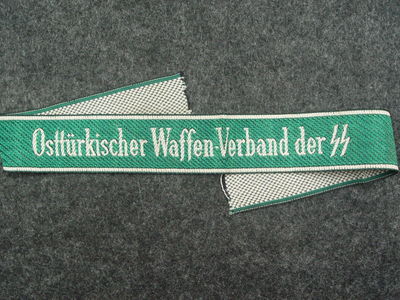 Osttürkischer Waffen-Verband der ᛋᛋ